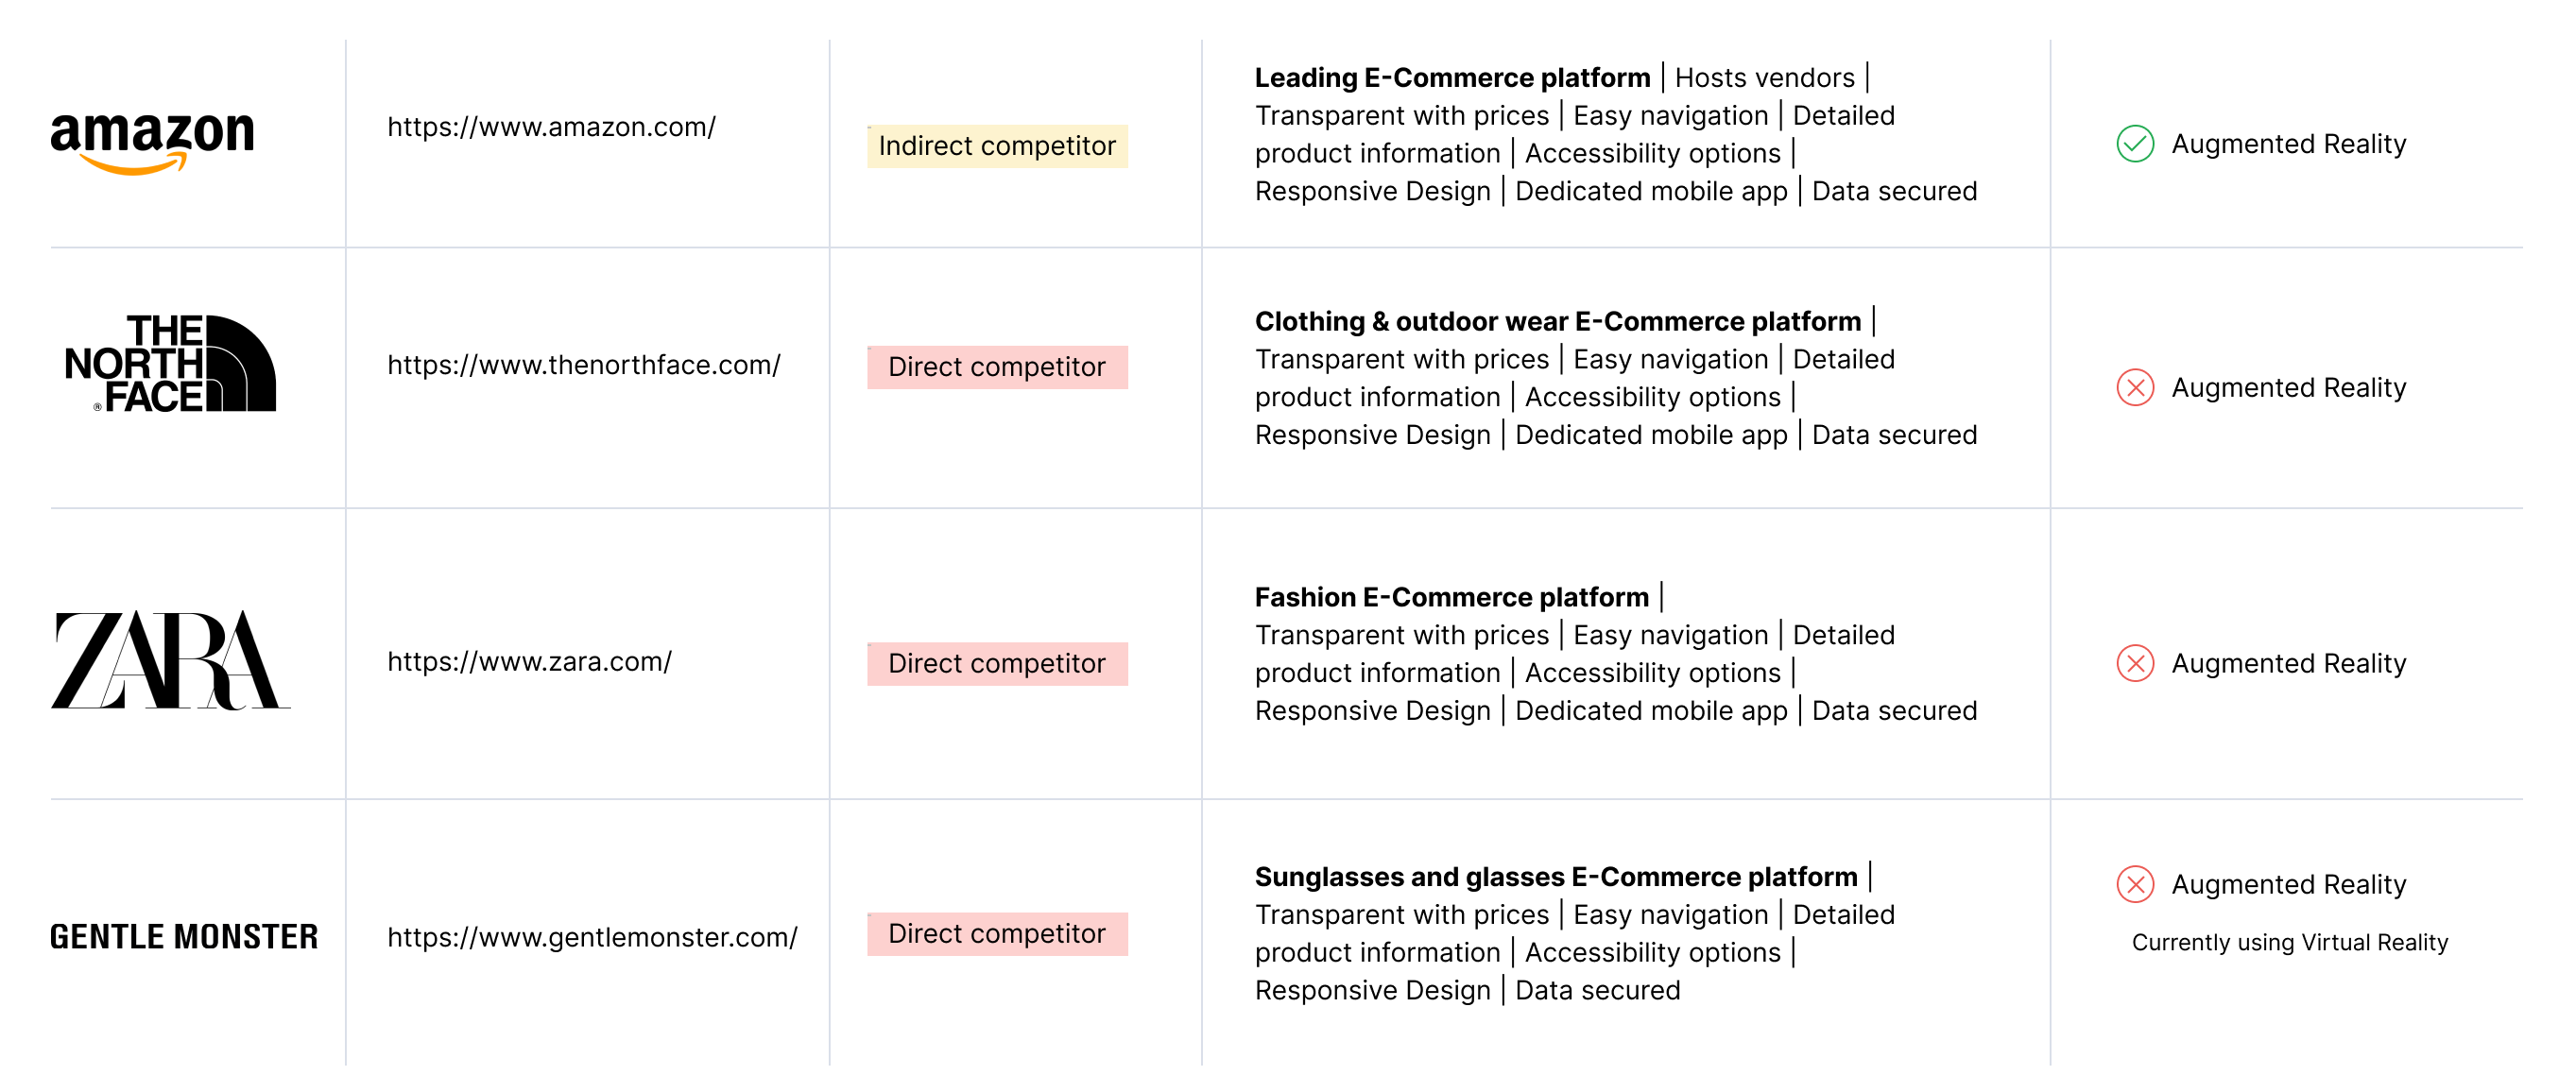 amazon
https://www.amazon.com/
Indirect competitor
Leading E-Commerce platform | Hosts vendors |
Transparent with prices | Easy navigation | Detailed
product information | Accessibility options |
Responsive Design | Dedicated mobile app | Data secured
Augmented Reality
THE
NORTH
FACE
®
https://www.thenorthface.com/
Direct competitor
Clothing & outdoor wear E-Commerce platform |
Transparent with prices | Easy navigation | Detailed
product information | Accessibility options |
Responsive Design | Dedicated mobile app | Data secured
Augmented Reality
ZARA
https://www.zara.com/
Direct competitor
Fashion E-Commerce platform |
Transparent with prices | Easy navigation | Detailed
product information | Accessibility options |
Responsive Design | Dedicated mobile app | Data secured
Augmented Reality
GENTLE MONSTER
https://www.gentlemonster.com/
Direct competitor
Sunglasses and glasses E-Commerce platform |
Transparent with prices | Easy navigation | Detailed
product information | Accessibility options |
Responsive Design | Data secured
Augmented Reality
Currently using Virtual Reality